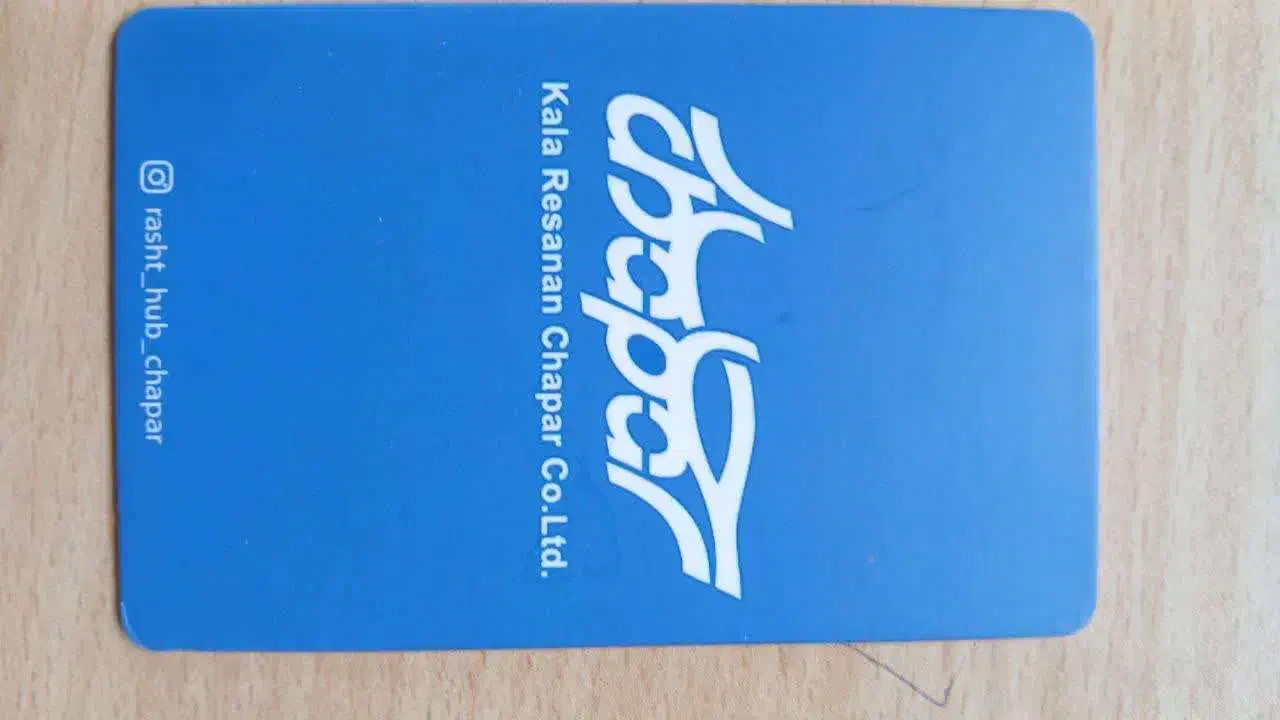 chapar
Kala Resanan Chapar Co.Ltd.
rasht_hub_chapar